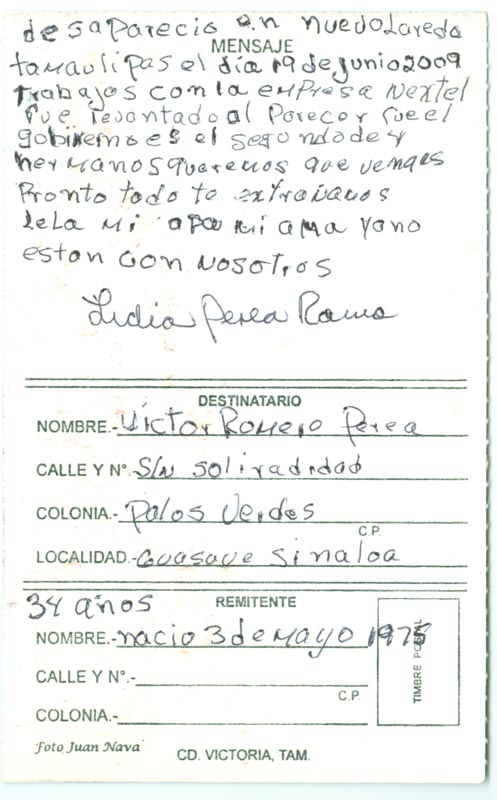 desaparecio en nuevo Laredo
MENSAJE
tamaulipas el día 19 de junio 2009
trabajos con la empresa Nextel
fue levantado al Parecer fue el
gobierno es el segundo de 4
hermanos queremos que vengas
Pronto todo te extrañamos
lela mi apa mi ama ya no
estan con nosotros
Lidia Perea Rama
DESTINATARIO
NOMBRE.- Victor Romero Perea
CALLE Y N°. S/N soliradidad
COLONIA.- Palos Verdes
C.P.
LOCALIDAD.- Guasave sinaloa
34 años REMITENTE
NOMBRE.- nacio 3 de mayo 1975
CALLE Y N°.-
C.P.
COLONIA.-
TIMBRE POSTAL
Foto Juan Nava
CD. VICTORIA, TAM.